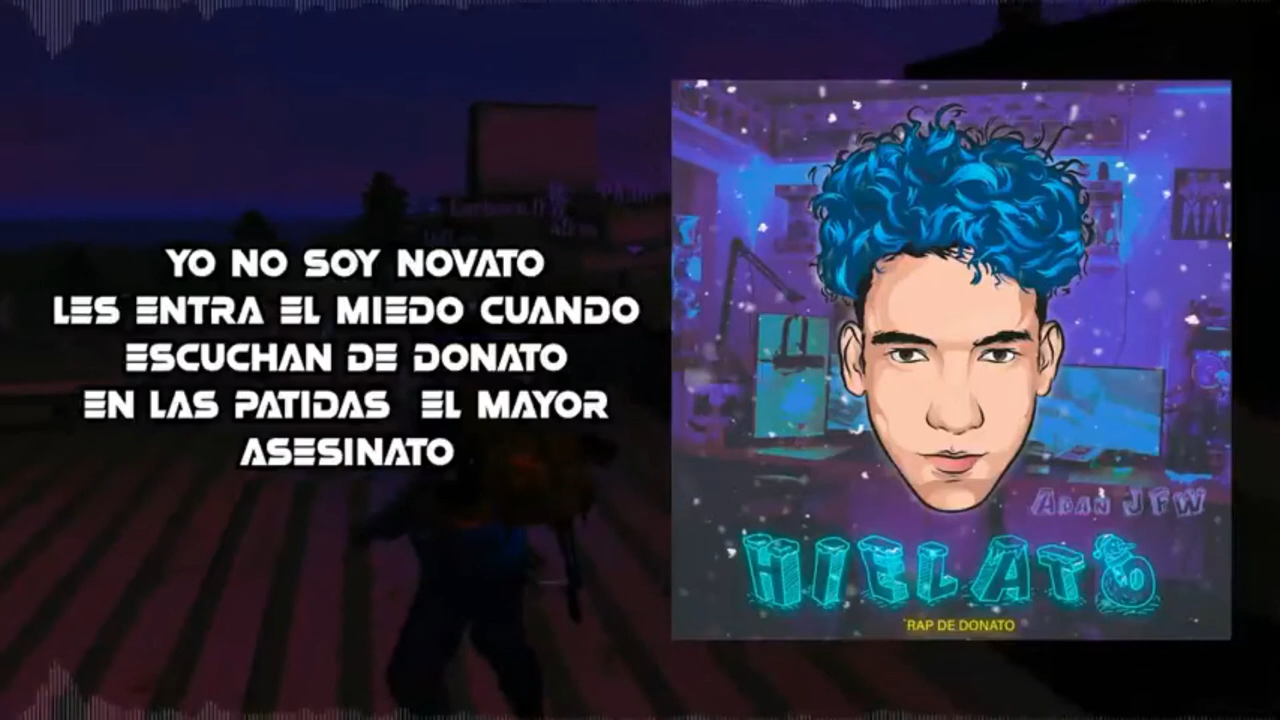 YO NO SOY NOVATO
LES ENTRA EL MIEDO CUANDO
ESCUCHAN DE DONATO
EN LAS PATIDAS EL MAYOR
ASESINATO
ADAN JFW
HIELATO
RAP DE DONATO